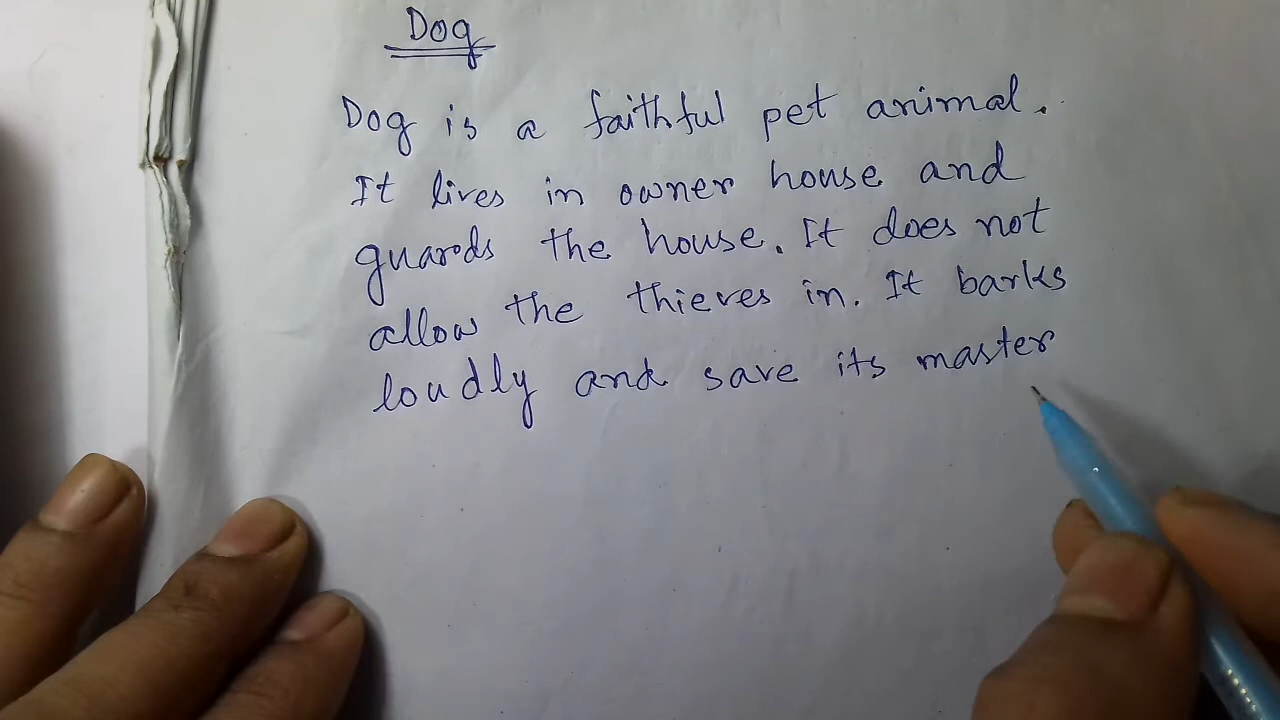 Dog
Dog is a faithful pet animal.
It lives in owner house and
guards the house. It does not
allow the thieves in. It barks
loudly and save its master